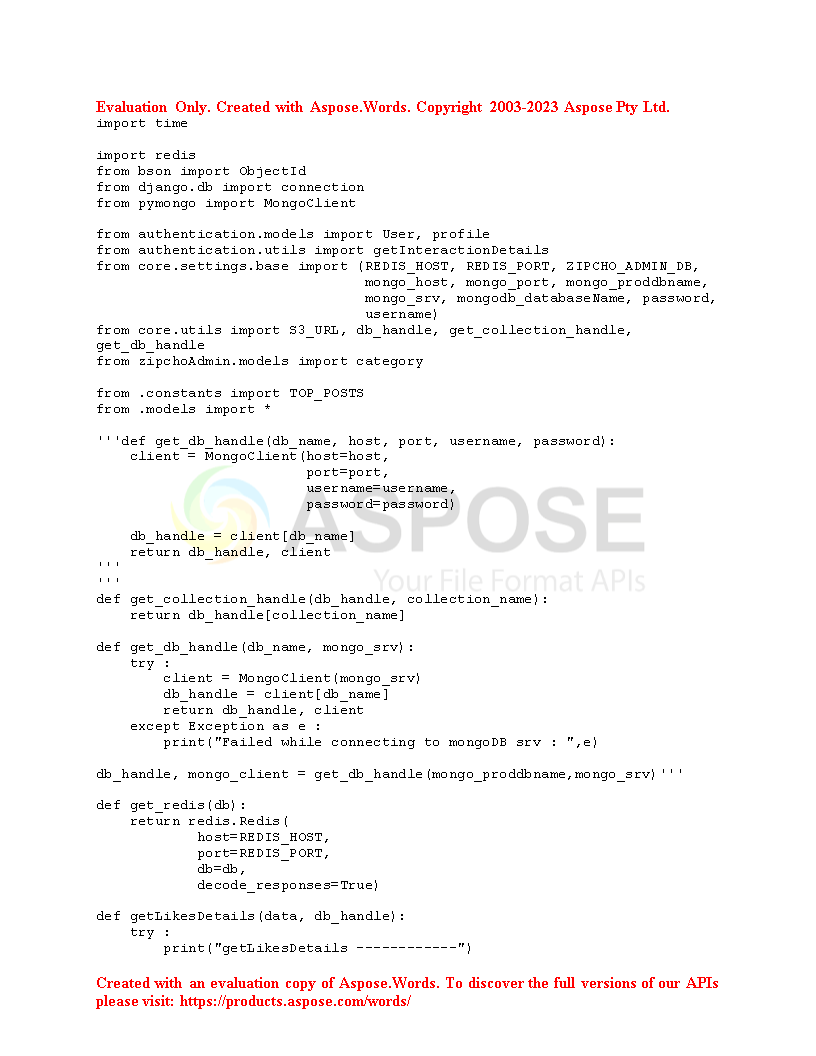 Evaluation Only. Created with Aspose.Words. Copyright 2003-2023 Aspose Pty Ltd.
import time

import redis
from bson import ObjectId
from django.db import connection
from pymongo import MongoClient

from authentication.models import User, profile
from authentication.utils import getInteractionDetails
from core.settings.base import (REDIS_HOST, REDIS_PORT, ZIPCHO_ADMIN_DB,
                                mongo_host, mongo_port, mongo_proddbname,
                                mongo_srv, mongodb_databaseName, password,
                                username)
from core.utils import S3_URL, db_handle, get_collection_handle,
get_db_handle
from zipchoAdmin.models import category

from .constants import TOP_POSTS
from .models import *

'''def get_db_handle(db_name, host, port, username, password):
    client = MongoClient(host=host,
                         port=port,
                         username=username,
                         password=password)
ASPOSE
    db_handle = client[db_name]
    return db_handle, client
'''
Your File Format APIs
'''
def get_collection_handle(db_handle, collection_name):
    return db_handle[collection_name]

def get_db_handle(db_name, mongo_srv):
    try :
        client = MongoClient(mongo_srv)
        db_handle = client[db_name]
        return db_handle, client
    except Exception as e :
        print("Failed while connecting to mongoDB srv : ",e)

db_handle, mongo_client = get_db_handle(mongo_proddbname,mongo_srv)'''

def get_redis(db):
    return redis.Redis(
            host=REDIS_HOST,
            port=REDIS_PORT,
            db=db,
            decode_responses=True)

def getLikesDetails(data, db_handle):
    try :
        print("getLikesDetails ------------")

Created with an evaluation copy of Aspose.Words. To discover the full versions of our APIs
please visit: https://products.aspose.com/words/